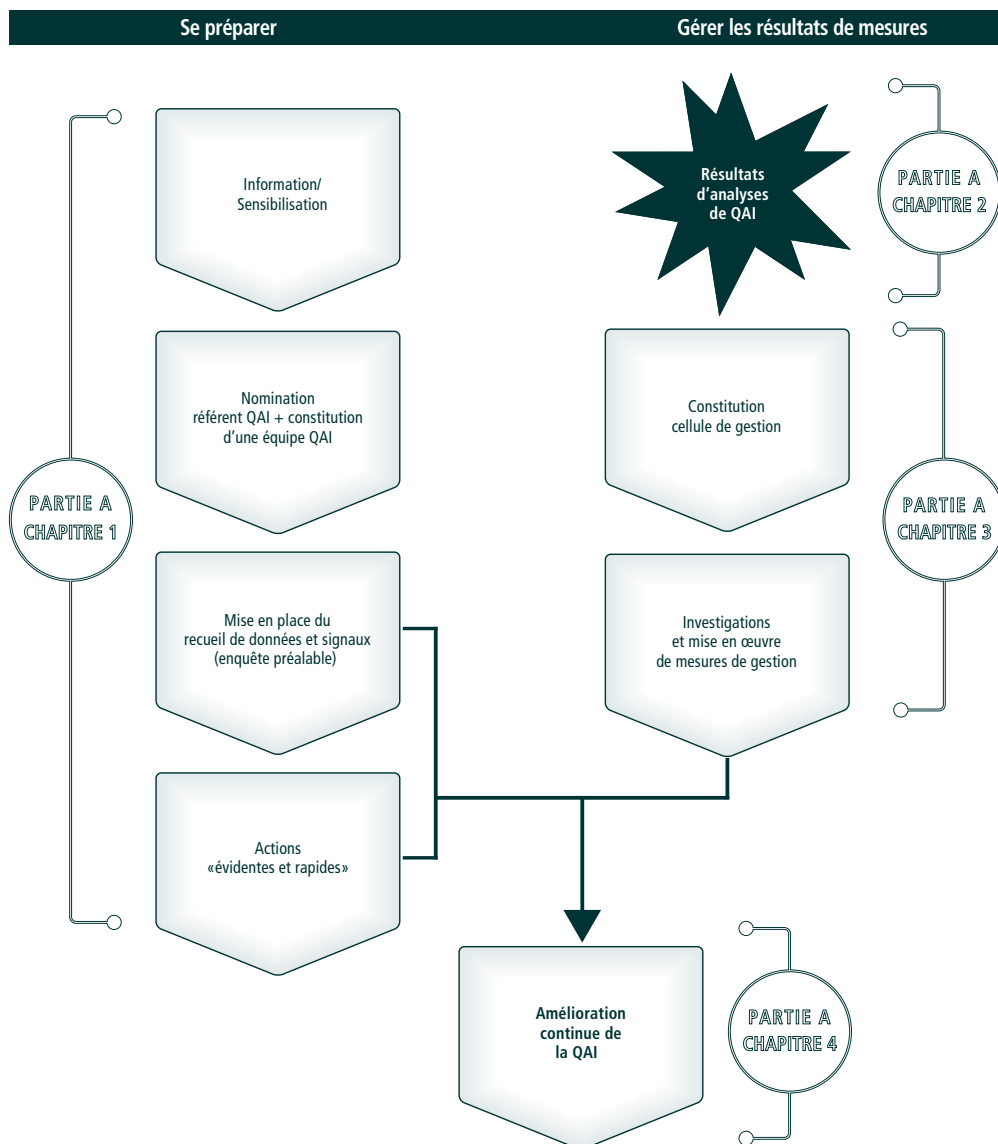 Se préparer
Gérer les résultats de mesures
Information/
Sensibilisation
Nomination
référent QAI + constitution
d'une équipe QAI
PARTIE A
CHAPITRE 1
Mise en place du
recueil de données et signaux
(enquête préalable)
Actions
«évidentes et rapides»
Résultats
d'analyses
de QAI
PARTIE A
CHAPITRE 2
Constitution
cellule de gestion
PARTIE A
CHAPITRE 3
Investigations
et mise en œuvre
de mesures de gestion
Amélioration
continue de
la QAI
PARTIE A
CHAPITRE 4